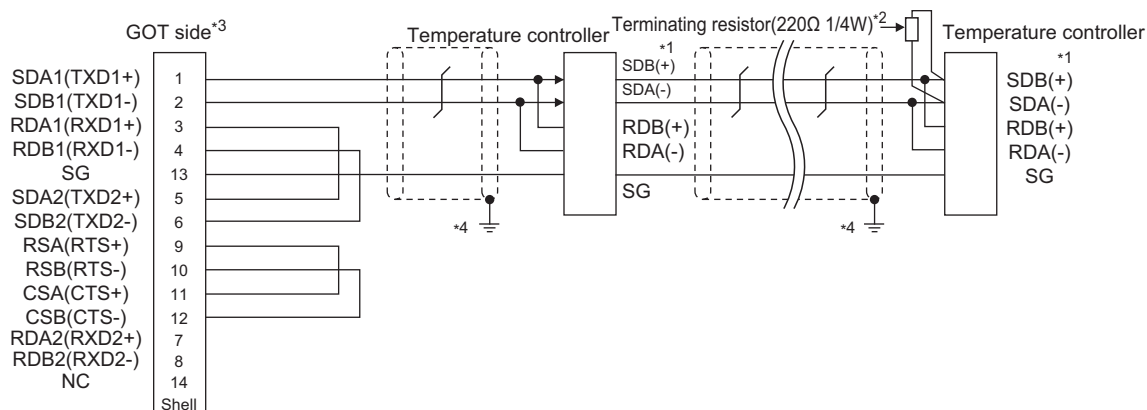 GOT side*3
Temperature controller
Terminating resistor(220Ω 1/4W)*2
Temperature controller
SDA1(TXD1+) 1
SDB1(TXD1-) 2
RDA1(RXD1+) 3
RDB1(RXD1-) 4
SG 13
SDA2(TXD2+) 5
SDB2(TXD2-) 6
RSA(RTS+) 9
RSB(RTS-) 10
CSA(CTS+) 11
CSB(CTS-) 12
RDA2(RXD2+) 7
RDB2(RXD2-) 8
NC 14
Shell
*4
*1
SDB(+)
SDA(-)
RDB(+)
RDA(-)
SG
*4
*1
SDB(+)
SDA(-)
RDB(+)
RDA(-)
SG